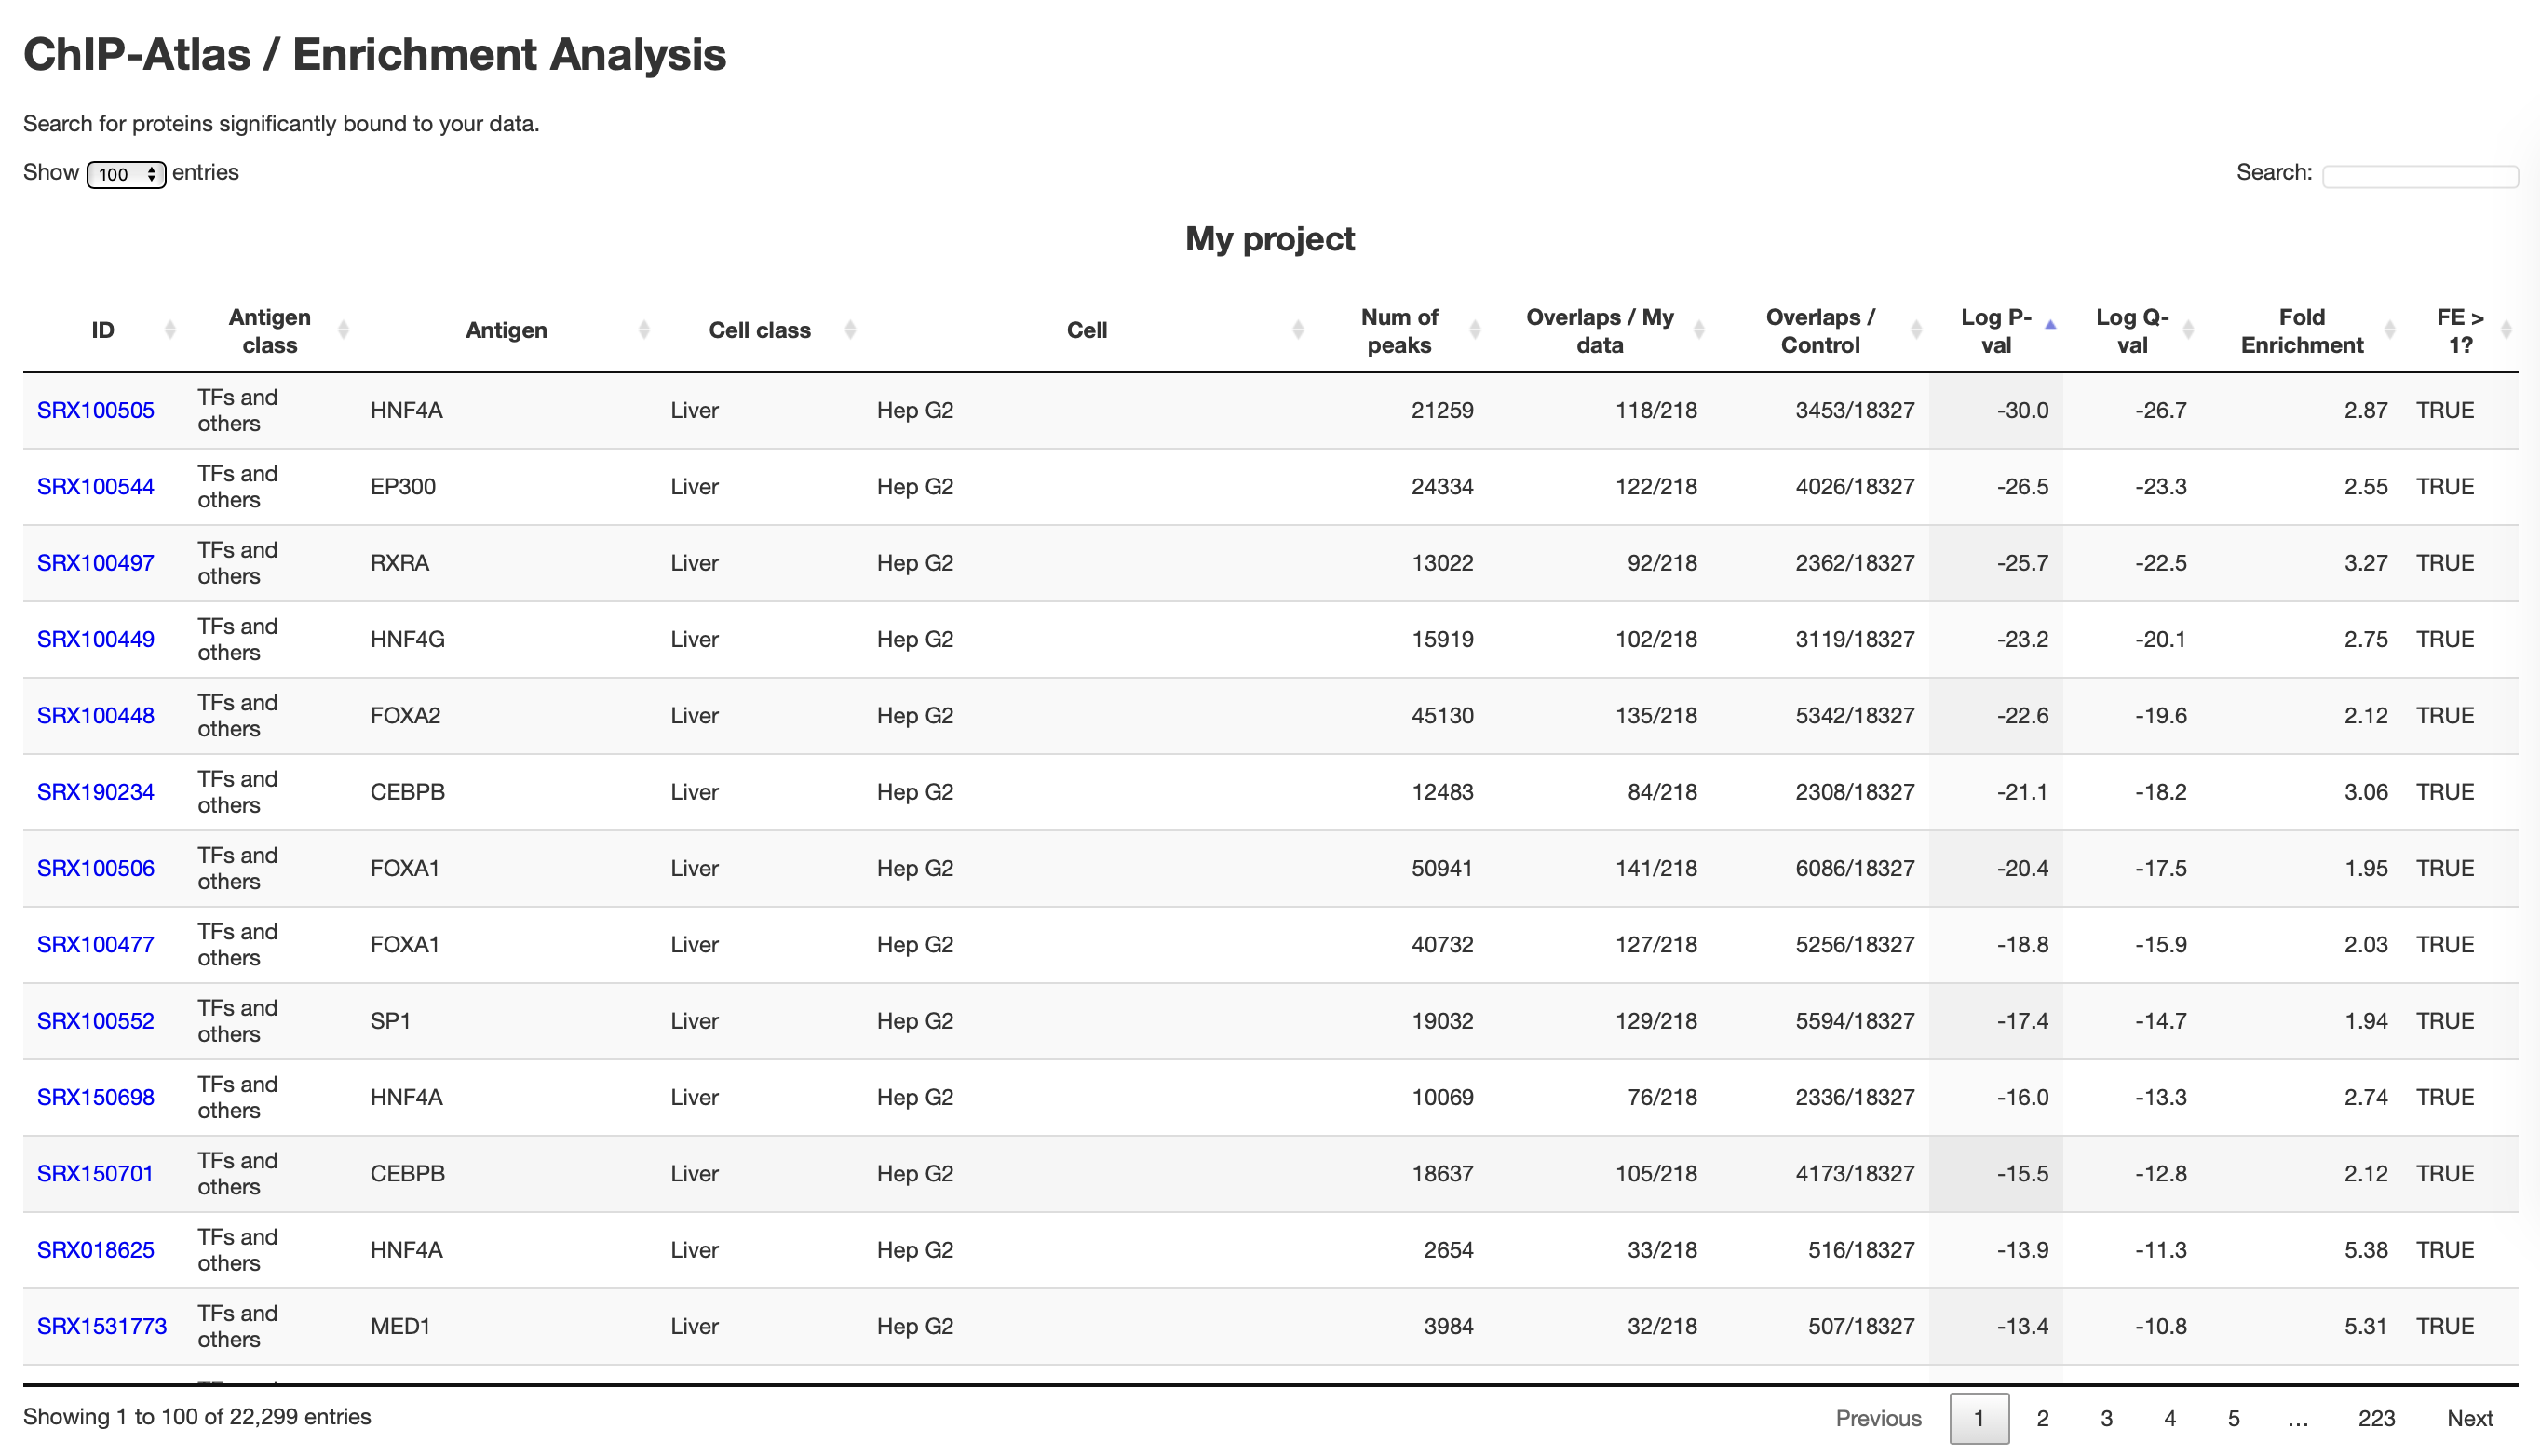 ChIP-Atlas / Enrichment Analysis
Search for proteins significantly bound to your data.
Show 100 entries
Search:
My project
ID Antigen class Antigen Cell class Cell Num of peaks Overlaps / My data Overlaps / Control Log P-val Log Q-val Fold Enrichment FE > 1?
SRX100505 TFs and others HNF4A Liver Hep G2 21259 118/218 3453/18327 -30.0 -26.7 2.87 TRUE
SRX100544 TFs and others EP300 Liver Hep G2 24334 122/218 4026/18327 -26.5 -23.3 2.55 TRUE
SRX100497 TFs and others RXRA Liver Hep G2 13022 92/218 2362/18327 -25.7 -22.5 3.27 TRUE
SRX100449 TFs and others HNF4G Liver Hep G2 15919 102/218 3119/18327 -23.2 -20.1 2.75 TRUE
SRX100448 TFs and others FOXA2 Liver Hep G2 45130 135/218 5342/18327 -22.6 -19.6 2.12 TRUE
SRX190234 TFs and others CEBPB Liver Hep G2 12483 84/218 2308/18327 -21.1 -18.2 3.06 TRUE
SRX100506 TFs and others FOXA1 Liver Hep G2 50941 141/218 6086/18327 -20.4 -17.5 1.95 TRUE
SRX100477 TFs and others FOXA1 Liver Hep G2 40732 127/218 5256/18327 -18.8 -15.9 2.03 TRUE
SRX100552 TFs and others SP1 Liver Hep G2 19032 129/218 5594/18327 -17.4 -14.7 1.94 TRUE
SRX150698 TFs and others HNF4A Liver Hep G2 10069 76/218 2336/18327 -16.0 -13.3 2.74 TRUE
SRX150701 TFs and others CEBPB Liver Hep G2 18637 105/218 4173/18327 -15.5 -12.8 2.12 TRUE
SRX018625 TFs and others HNF4A Liver Hep G2 2654 33/218 516/18327 -13.9 -11.3 5.38 TRUE
SRX1531773 TFs and others MED1 Liver Hep G2 3984 32/218 507/18327 -13.4 -10.8 5.31 TRUE
Showing 1 to 100 of 22,299 entries
Previous 1 2 3 4 5 … 223 Next